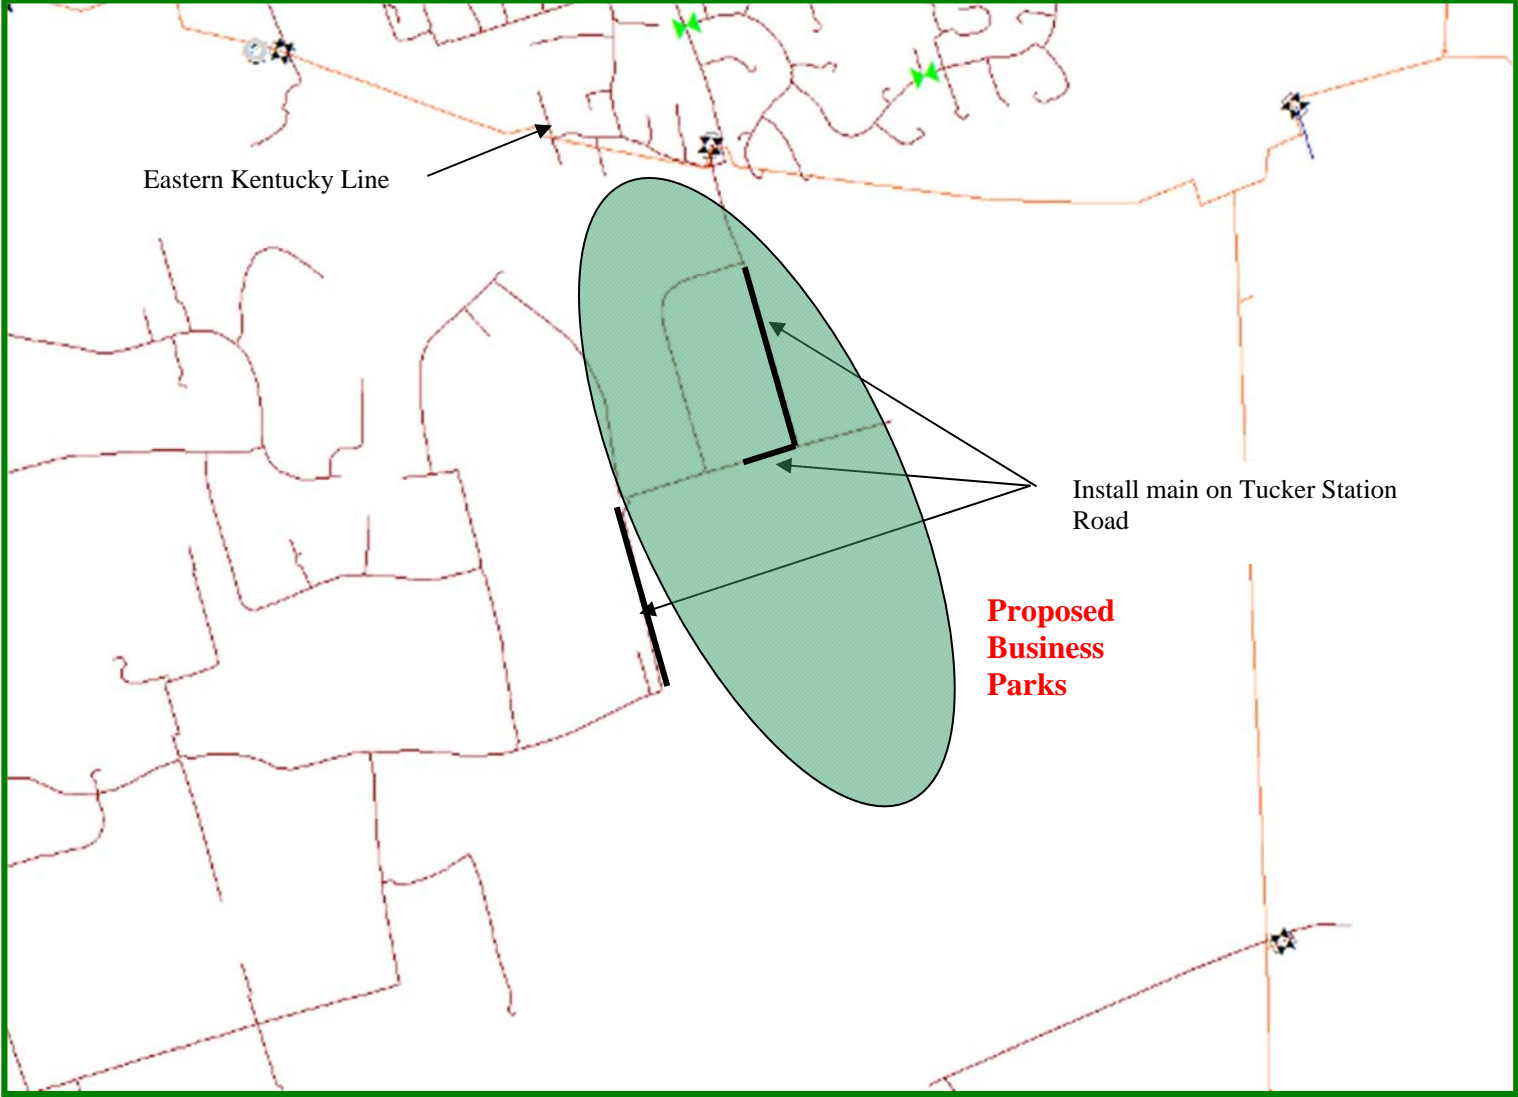 Eastern Kentucky Line
Install main on Tucker Station
Road
Proposed
Business
Parks